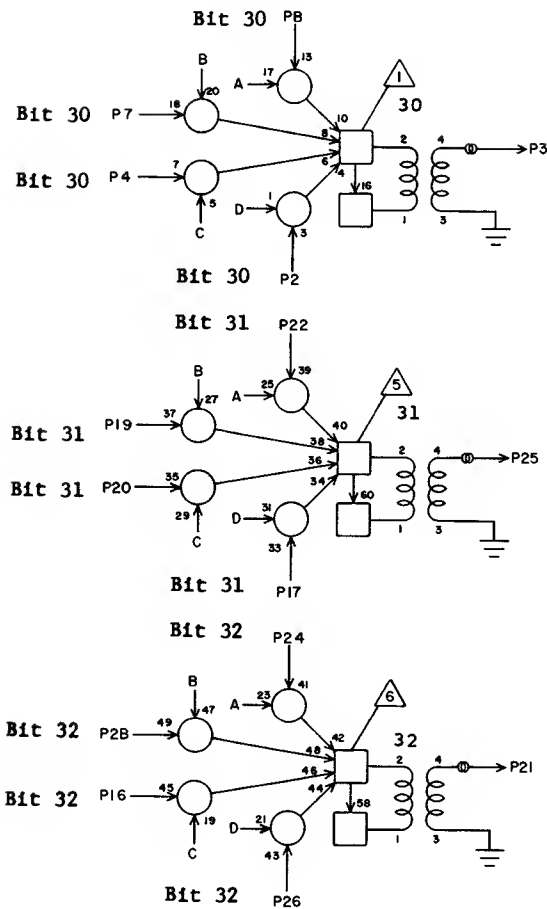 Bit 30 PB
13
B
A 17
20
10
1
30
Bit 30 P7 18
8
2 4
P3
Bit 30 P4 7
6
4
16
5
C
D 1
3
1 3
P2
Bit 30
Bit 31 P22
39
B
A 25
27
40
5
31
Bit 31 P19 37
38
2 4
P25
Bit 31 P20 35
36
34
60
29
C
D 31
33
1 3
Bit 31 P17
Bit 32 P24
41
B
A 23
47
42
6
32
Bit 32 P2B 49
48
2 4
P21
Bit 32 P16 45
46
44
58
19
C
D 21
43
1 3
Bit 32 P26